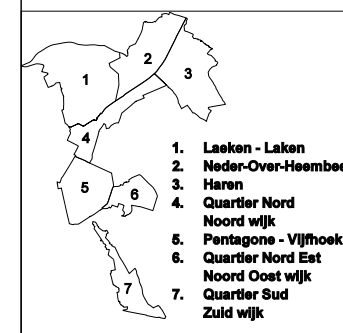 1
2
3
4
5
6
7
1. Laeken - Laken
2. Neder-Over-Heembee
3. Haren
4. Quartier Nord
Noord wijk
5. Pentagone - Vijfhoek
6. Quartier Nord Est
Noord Oost wijk
7. Quartier Sud
Zuid wijk